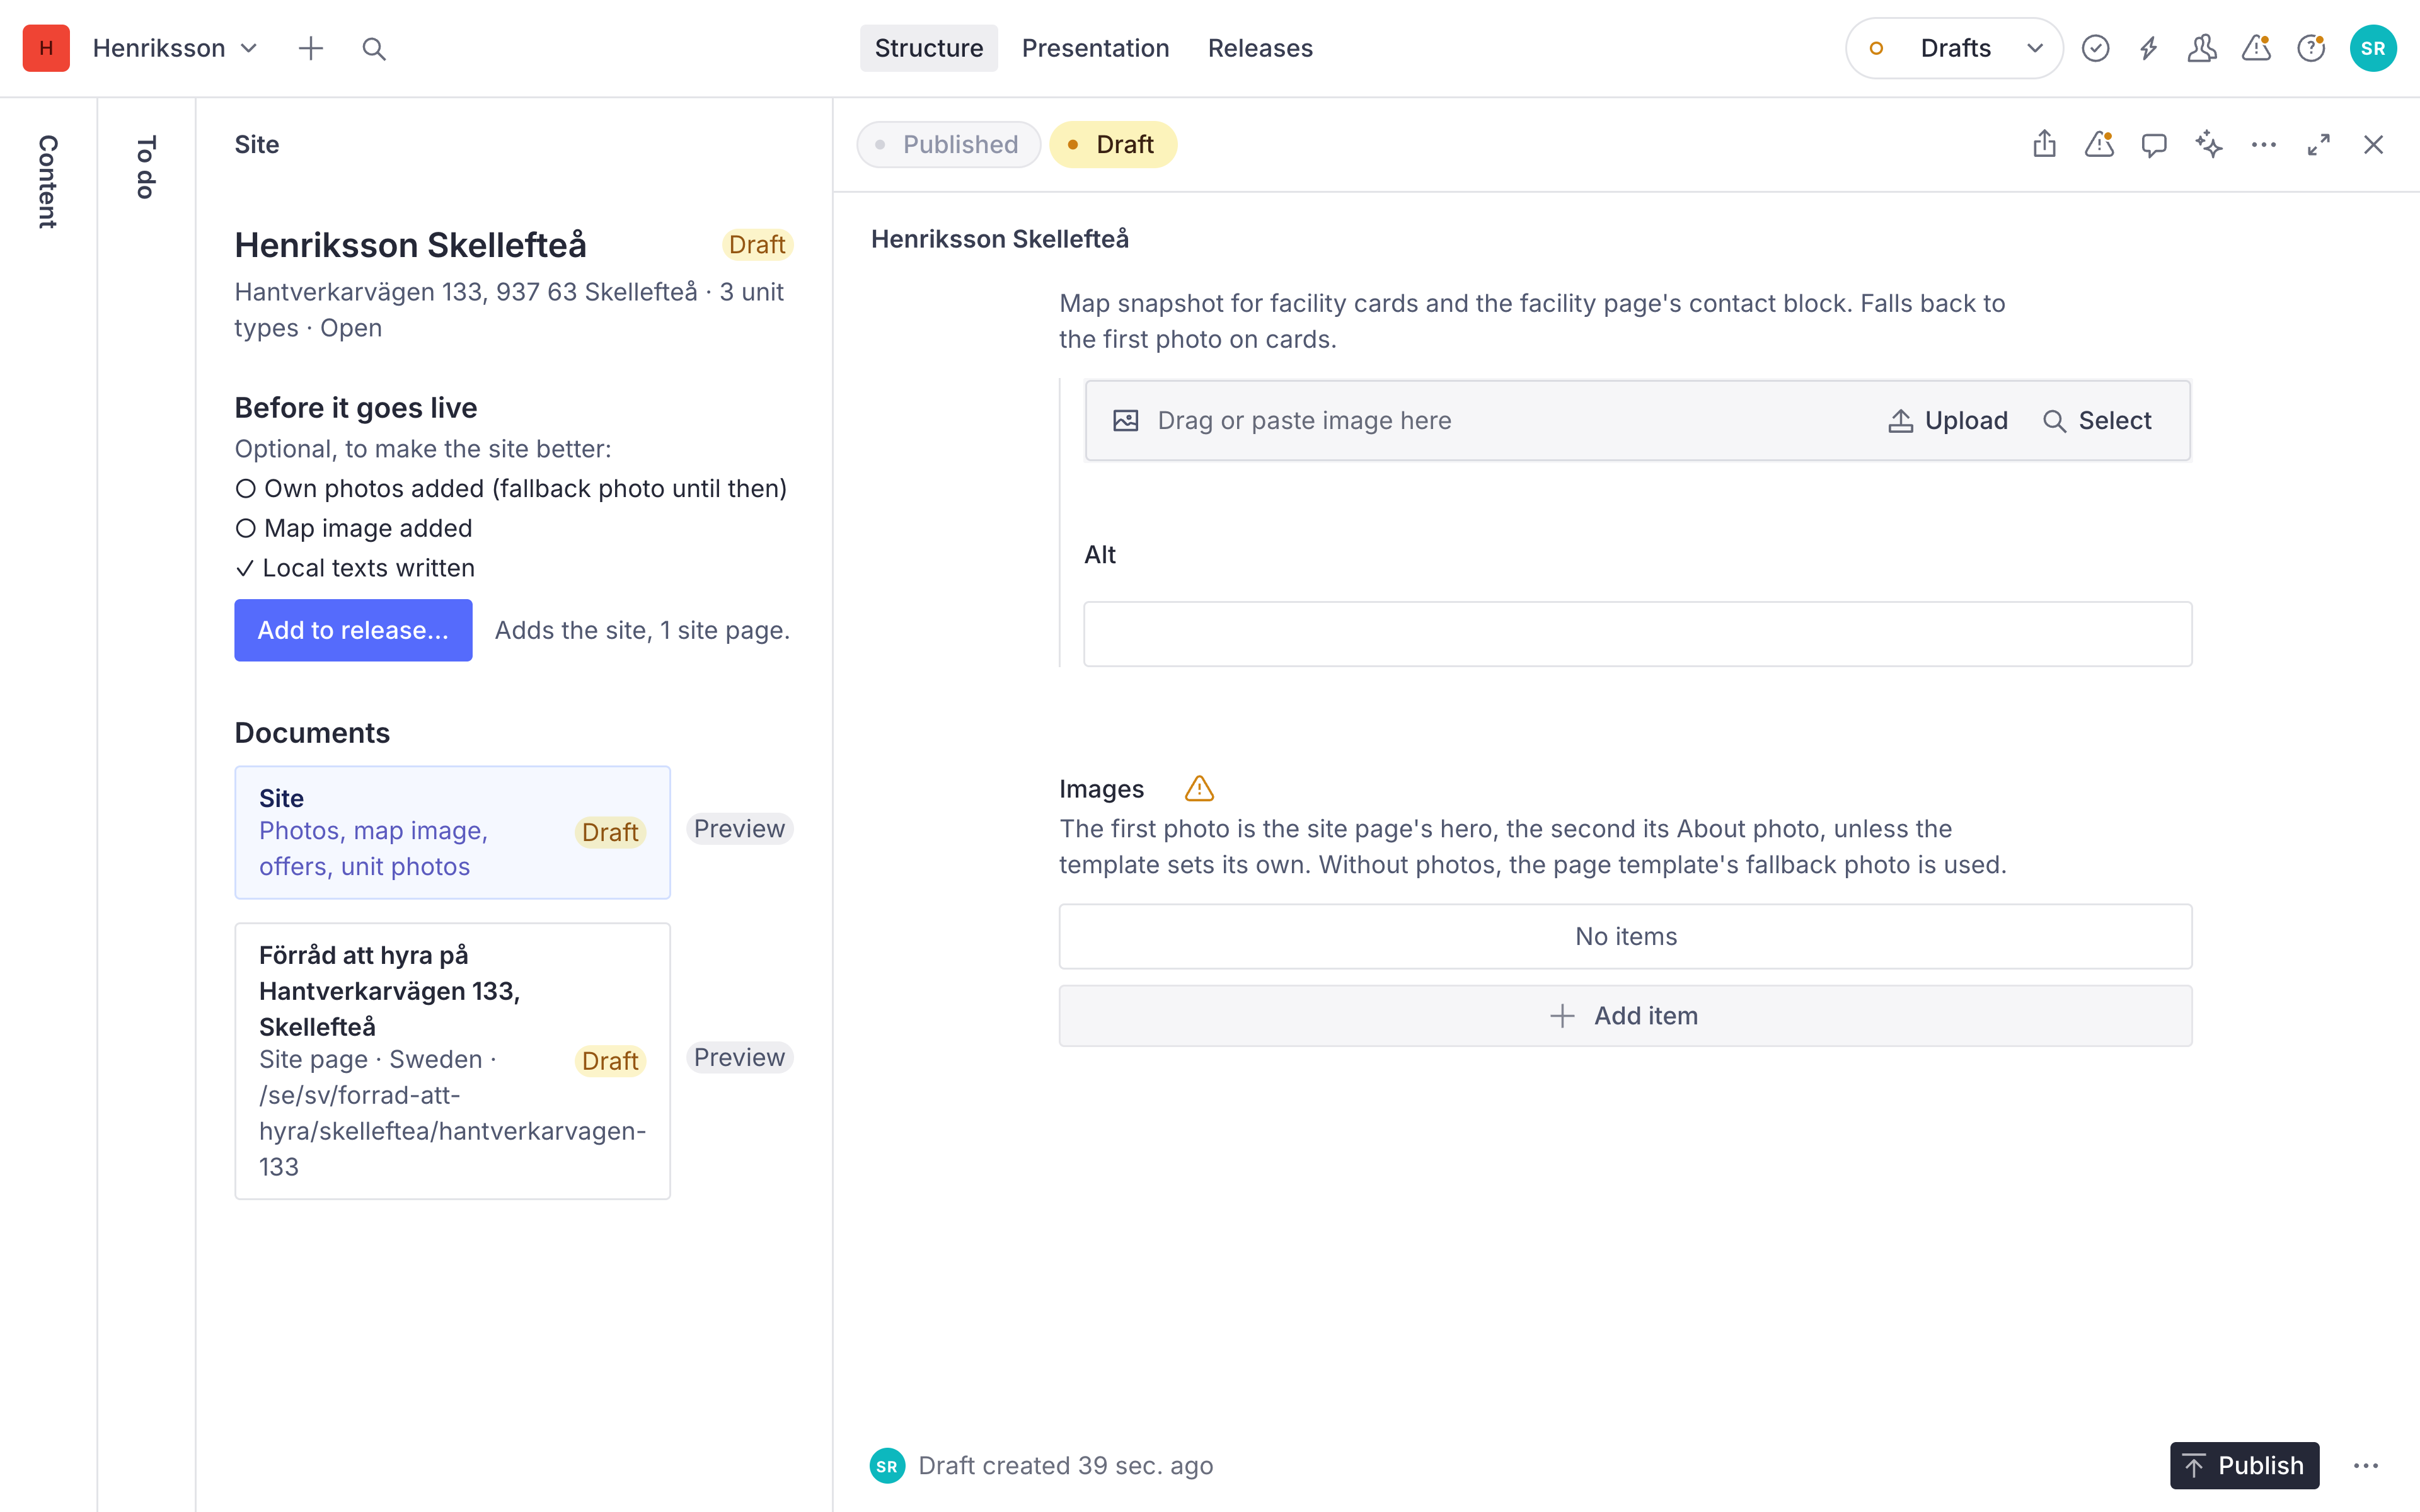 H
Henriksson
Structure
Presentation
Releases
Drafts
SR
Content
To do
Site
Henriksson Skellefteå
Draft
Hantverkarvägen 133, 937 63 Skellefteå · 3 unit
types · Open
Before it goes live
Optional, to make the site better:
Own photos added (fallback photo until then)
Map image added
Local texts written
Add to release...
Adds the site, 1 site page.
Documents
Site
Photos, map image,
offers, unit photos
Draft
Preview
Förråd att hyra på
Hantverkarvägen 133,
Skellefteå
Site page · Sweden ·
/se/sv/forrad-att-
hyra/skelleftea/hantverkarvagen-
133
Draft
Preview
Published
Draft
Henriksson Skellefteå
Map snapshot for facility cards and the facility page's contact block. Falls back to
the first photo on cards.
Drag or paste image here
Upload
Select
Alt
Images
The first photo is the site page's hero, the second its About photo, unless the
template sets its own. Without photos, the page template's fallback photo is used.
No items
Add item
SR
Draft created 39 sec. ago
Publish